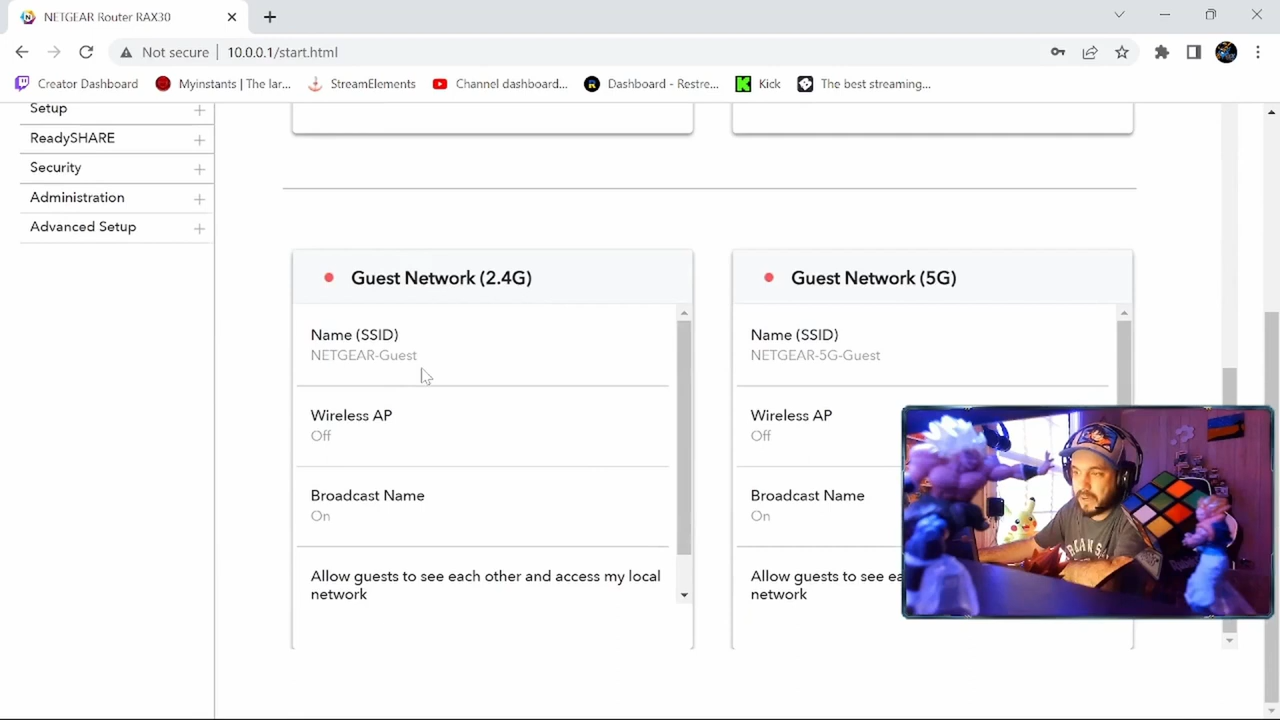 NETGEAR Router RAX30
Not secure
10.0.0.1/start.html
Creator Dashboard
Myinstants | The lar...
StreamElements
Channel dashboard...
Dashboard - Restre...
Kick
The best streaming...
Setup
ReadySHARE
Security
Administration
Advanced Setup
Guest Network (2.4G)
Name (SSID)
NETGEAR-Guest
Wireless AP
Off
Broadcast Name
On
Allow guests to see each other and access my local
network
Guest Network (5G)
Name (SSID)
NETGEAR-5G-Guest
Wireless AP
Off
Broadcast Name
On
Allow guests to see ea
network